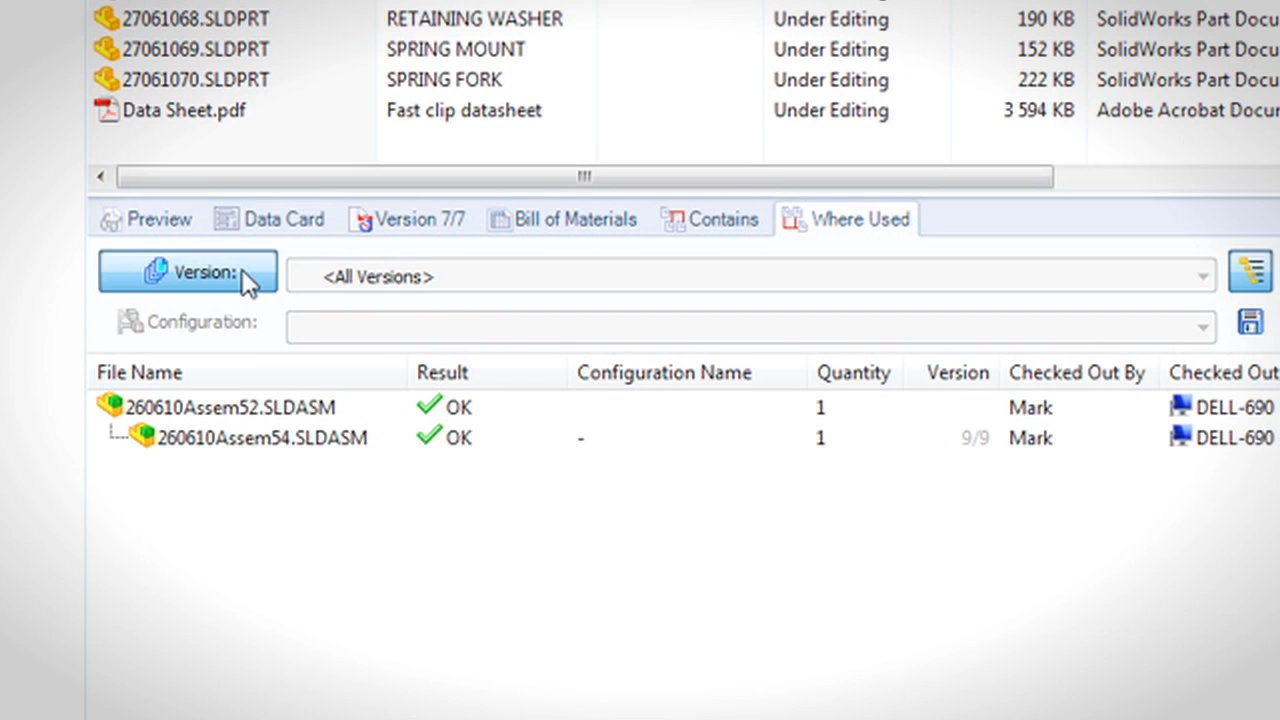 27061068.SLDPRT RETAINING WASHER Under Editing 190 KB SolidWorks Part Docu
27061069.SLDPRT SPRING MOUNT Under Editing 152 KB SolidWorks Part Docu
27061070.SLDPRT SPRING FORK Under Editing 222 KB SolidWorks Part Docu
Data Sheet.pdf Fast clip datasheet Under Editing 3 594 KB Adobe Acrobat Docur
Preview Data Card Version 7/7 Bill of Materials Contains Where Used
Version: <All Versions>
Configuration:
File Name Result Configuration Name Quantity Version Checked Out By Checked Out
260610Assem52.SLDASM OK 1 Mark DELL-690
260610Assem54.SLDASM OK - 1 9/9 Mark DELL-690